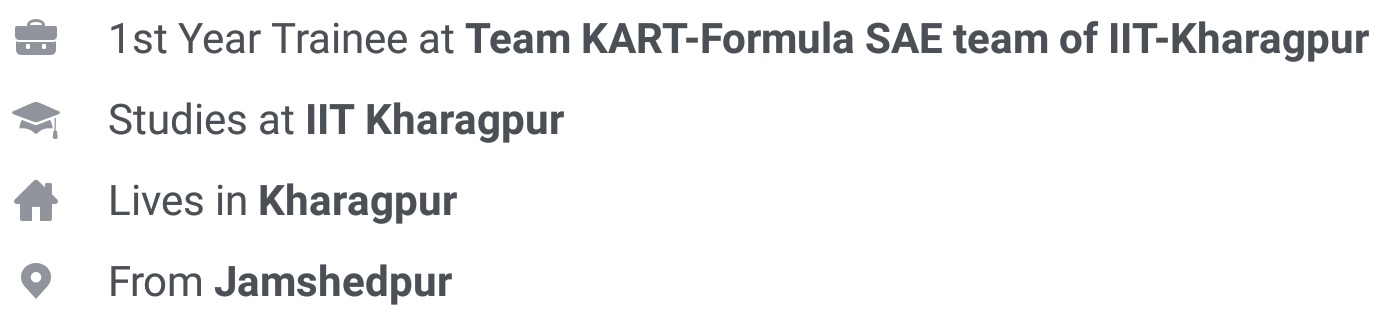 1st Year Trainee at Team KART-Formula SAE team of IIT-Kharagpur
Studies at IIT Kharagpur
Lives in Kharagpur
From Jamshedpur